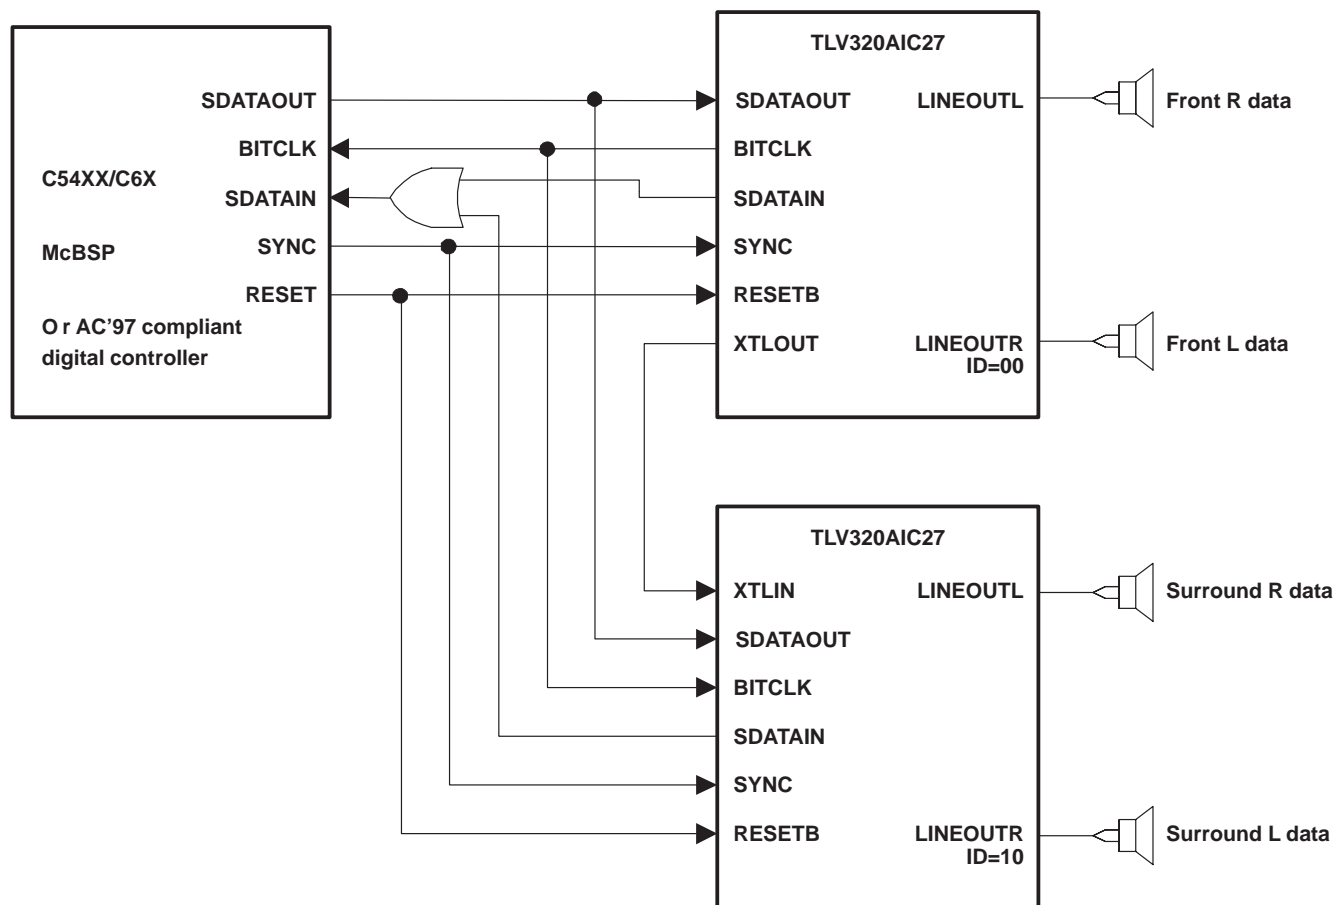 C54XX/C6X
McBSP
O r AC’97 compliant
digital controller
SDATAOUT
BITCLK
SDATAIN
SYNC
RESET
TLV320AIC27
SDATAOUT
BITCLK
SDATAIN
SYNC
RESETB
XTLOUT
LINEOUTL
LINEOUTR
ID=00
Front R data
Front L data
TLV320AIC27
XTLIN
SDATAOUT
BITCLK
SDATAIN
SYNC
RESETB
LINEOUTL
LINEOUTR
ID=10
Surround R data
Surround L data